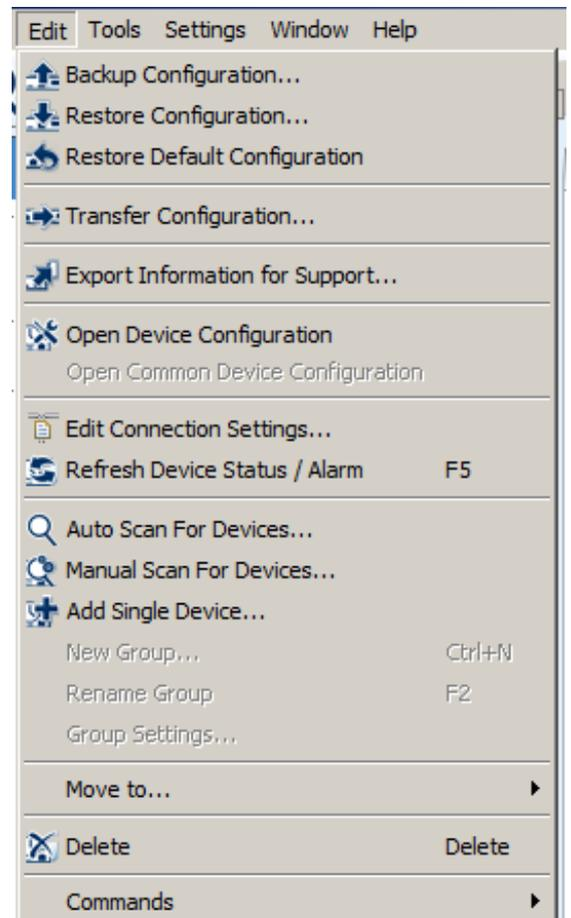 Edit Tools Settings Window Help
Backup Configuration...
Restore Configuration...
Restore Default Configuration
Transfer Configuration...
Export Information for Support...
Open Device Configuration
Open Common Device Configuration
Edit Connection Settings...
Refresh Device Status / Alarm F5
Auto Scan For Devices...
Manual Scan For Devices...
Add Single Device...
New Group... Ctrl+N
Rename Group F2
Group Settings...
Move to...
Delete Delete
Commands